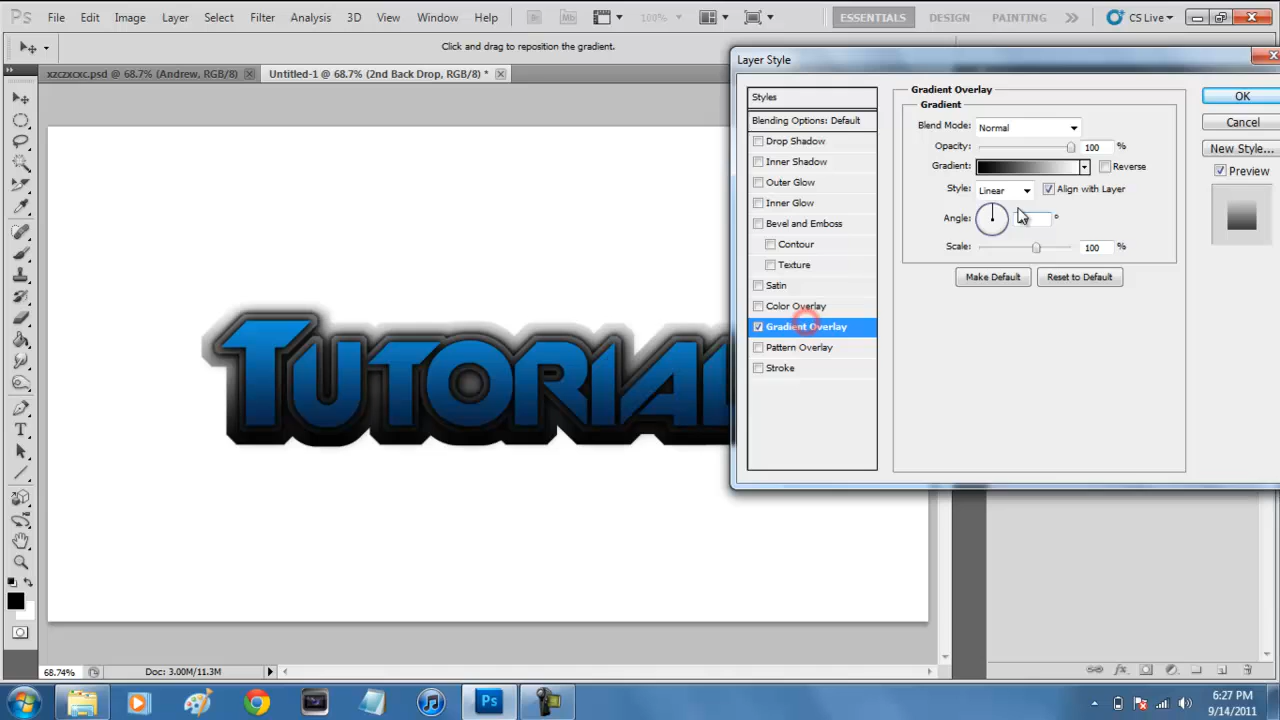 Ps File Edit Image Layer Select Filter Analysis 3D View Window Help Br Mb 100% ESSENTIALS DESIGN PAINTING CS Live
Click and drag to reposition the gradient.
xzczxcxc.psd @ 68.7% (Andrew, RGB/8) Untitled-1 @ 68.7% (2nd Back Drop, RGB/8) *
Layer Style
Styles
Blending Options: Default
Drop Shadow
Inner Shadow
Outer Glow
Inner Glow
Bevel and Emboss
Contour
Texture
Satin
Color Overlay
Gradient Overlay
Pattern Overlay
Stroke
Gradient Overlay
Gradient
Blend Mode: Normal
Opacity: 100 %
Gradient: Reverse
Style: Linear Align with Layer
Angle: °
Scale: 100 %
Make Default Reset to Default
OK
Cancel
New Style...
Preview
TUTORIAL
68.74% Doc: 3.00M/11.3M
Ps
6:27 PM
9/14/2011